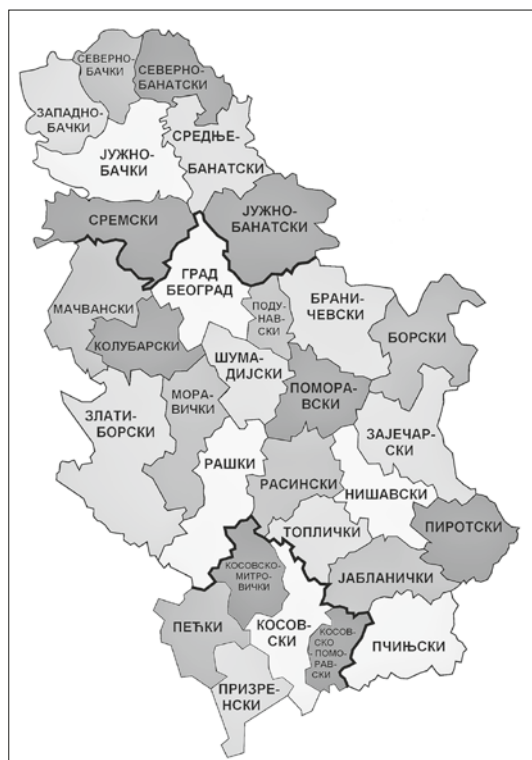 СЕВЕРНО-
БАЧКИ
СЕВЕРНО-
БАНАТСКИ
ЗАПАДНО-
БАЧКИ
ЈУЖНО-
БАЧКИ
СРЕДЊЕ-
БАНАТСКИ
СРЕМСКИ
ЈУЖНО-
БАНАТСКИ
ГРАД
БЕОГРАД
МАЧВАНСКИ
ПОДУ-
НАВ-
СКИ
БРАНИ-
ЧЕВСКИ
БОРСКИ
КОЛУБАРСКИ
ШУМА-
ДИЈСКИ
ПОМОРА-
ВСКИ
ЗЛАТИ-
БОРСКИ
МОРА-
ВИЧКИ
ЗАЈЕЧАР-
СКИ
РАШКИ
РАСИНСКИ
НИШАВСКИ
ТОПЛИЧКИ
ПИРОТСКИ
КОСОВСКО-
МИТРО-
ВИЧКИ
ЈАБЛАНИЧКИ
ПЕЋКИ
КОСОВ-
СКИ
КОСОВ-
СКО
- ПОМО-
РАВ-
СКИ
ПЧИЊСКИ
ПРИЗРЕ-
НСКИ